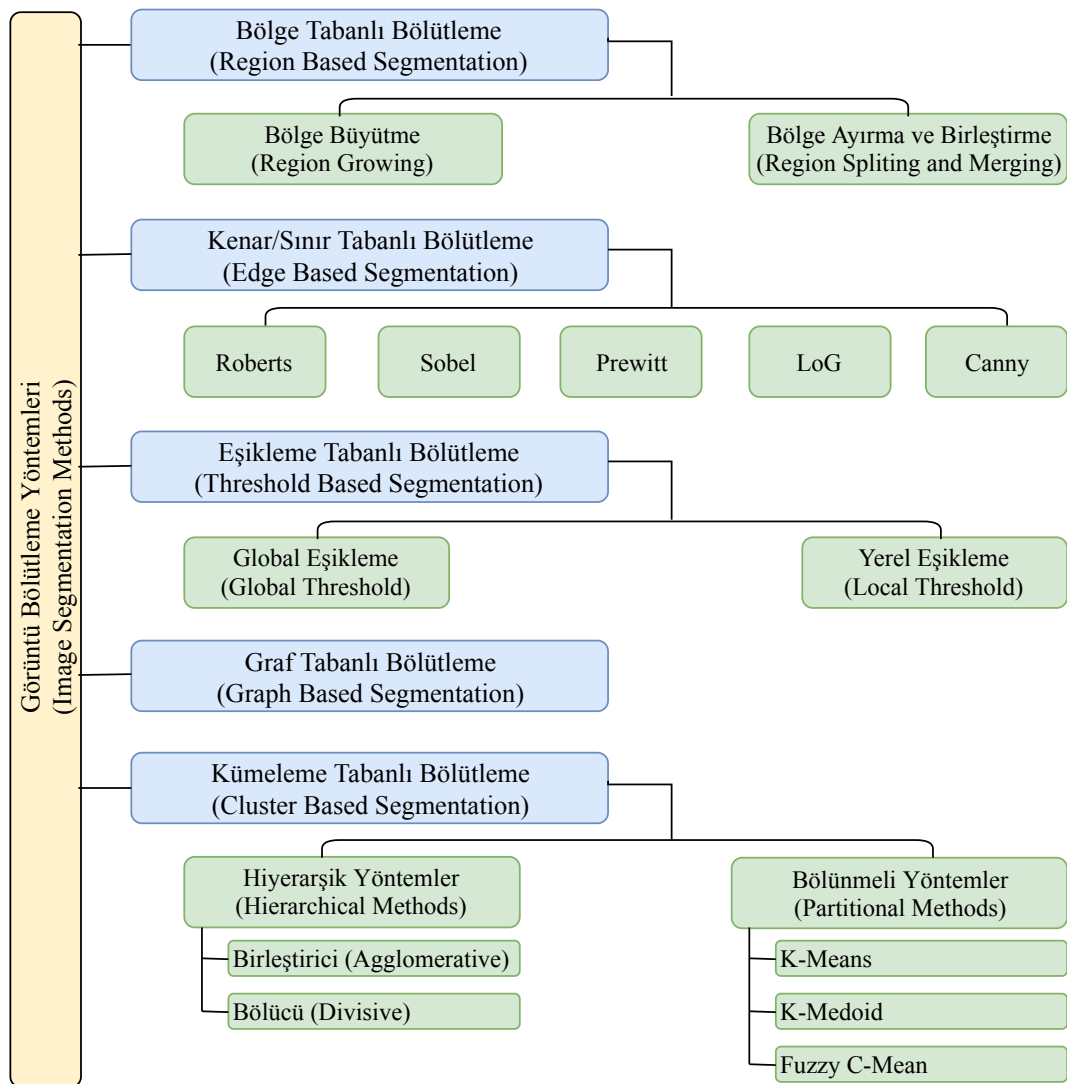 Görüntü Bölütleme Yöntemleri
(Image Segmentation Methods)
Bölge Tabanlı Bölütleme
(Region Based Segmentation)
Bölge Büyütme
(Region Growing)
Bölge Ayırma ve Birleştirme
(Region Spliting and Merging)
Kenar/Sınır Tabanlı Bölütleme
(Edge Based Segmentation)
Roberts
Sobel
Prewitt
LoG
Canny
Eşikleme Tabanlı Bölütleme
(Threshold Based Segmentation)
Global Eşikleme
(Global Threshold)
Yerel Eşikleme
(Local Threshold)
Graf Tabanlı Bölütleme
(Graph Based Segmentation)
Kümeleme Tabanlı Bölütleme
(Cluster Based Segmentation)
Hiyerarşik Yöntemler
(Hierarchical Methods)
Birleştirici (Agglomerative)
Bölücü (Divisive)
Bölünmeli Yöntemler
(Partitional Methods)
K-Means
K-Medoid
Fuzzy C-Mean